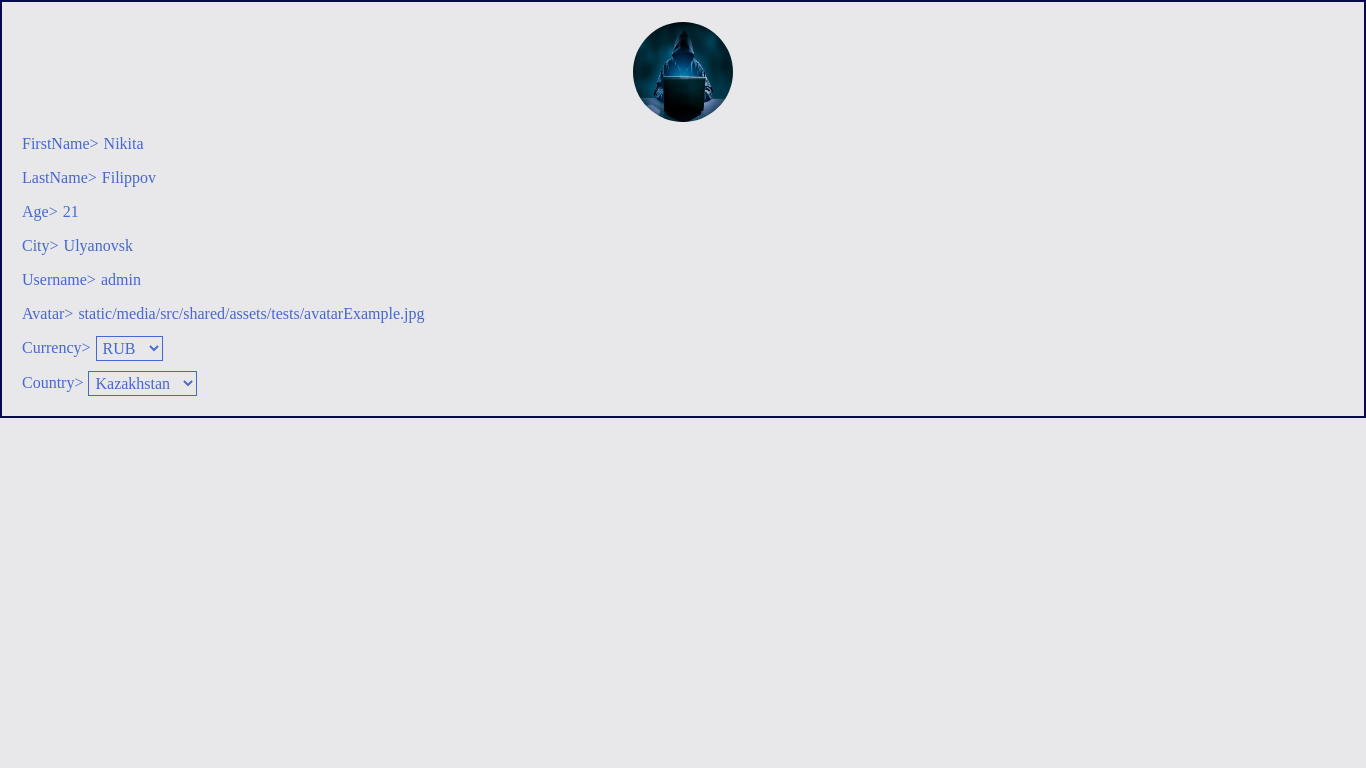 FirstName> Nikita
LastName> Filippov
Age> 21
City> Ulyanovsk
Username> admin
Avatar> static/media/src/shared/assets/tests/avatarExample.jpg
Currency> RUB
Country> Kazakhstan